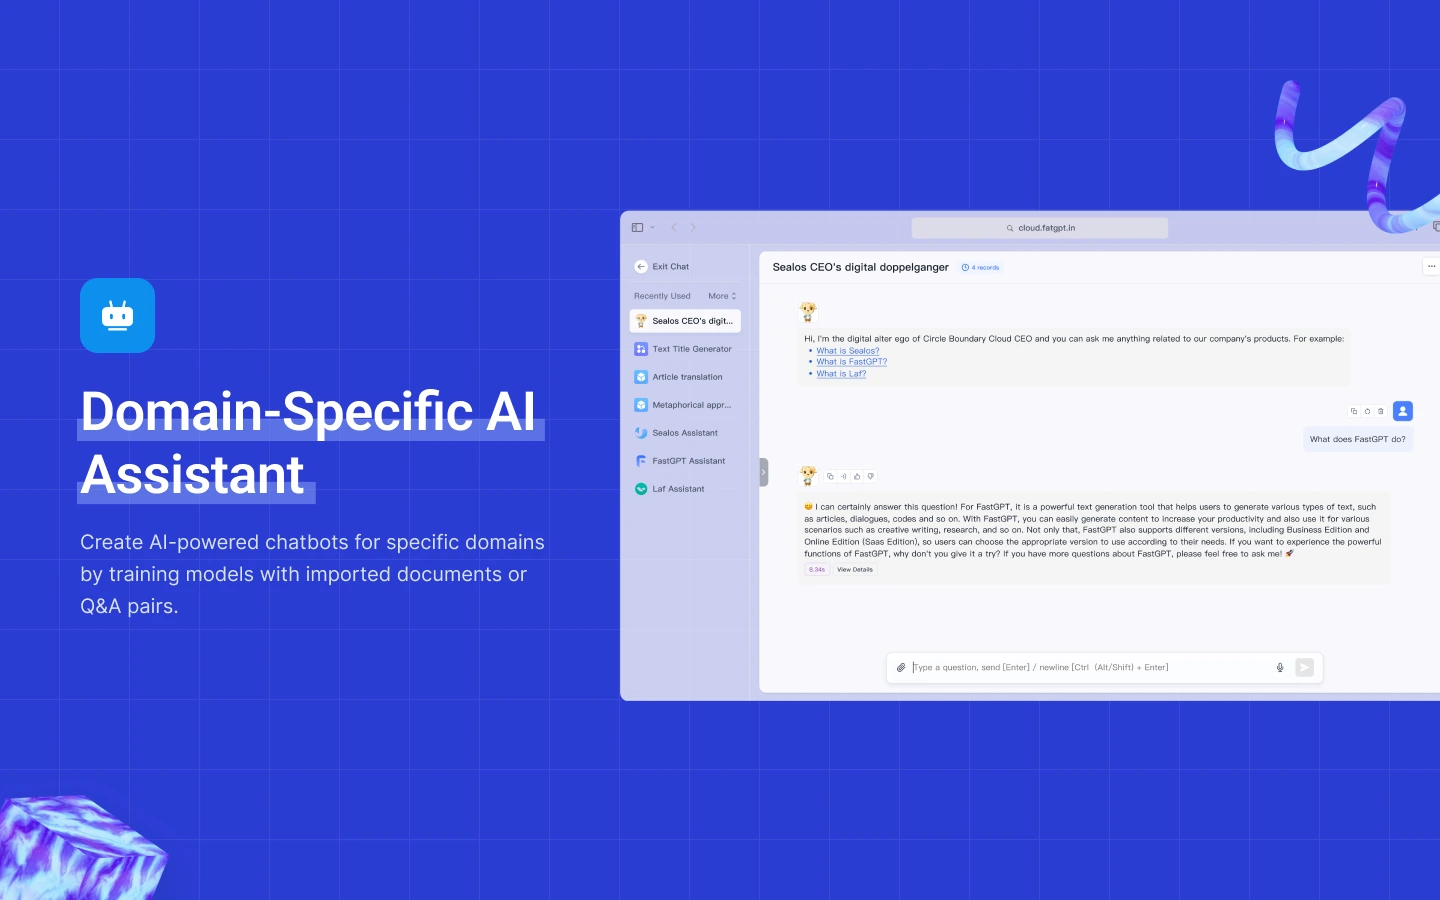 Domain-Specific AI
Assistant
Create AI-powered chatbots for specific domains
by training models with imported documents or
Q&A pairs.
cloud.fatgpt.in
Exit Chat
Recently Used More
Sealos CEO's digit...
Text Title Generator
Article translation
Metaphorical appr...
Sealos Assistant
FastGPT Assistant
Laf Assistant
Sealos CEO's digital doppelganger 4 records
Hi, I'm the digital alter ego of Circle Boundary Cloud CEO and you can ask me anything related to our company's products. For example:
• What is Sealos?
• What is FastGPT?
• What is Laf?
What does FastGPT do?
😊 I can certainly answer this question! For FastGPT, it is a powerful text generation tool that helps users to generate various types of text, such
as articles, dialogues, codes and so on. With FastGPT, you can easily generate content to increase your productivity and also use it for various
scenarios such as creative writing, research, and so on. Not only that, FastGPT also supports different versions, including Business Edition and
Online Edition (Saas Edition), so users can choose the appropriate version to use according to their needs. If you want to experience the powerful
functions of FastGPT, why don't you give it a try? If you have more questions about FastGPT, please feel free to ask me! 🚀
8.34s View Details
Type a question, send [Enter] / newline [Ctrl (Alt/Shift) + Enter]